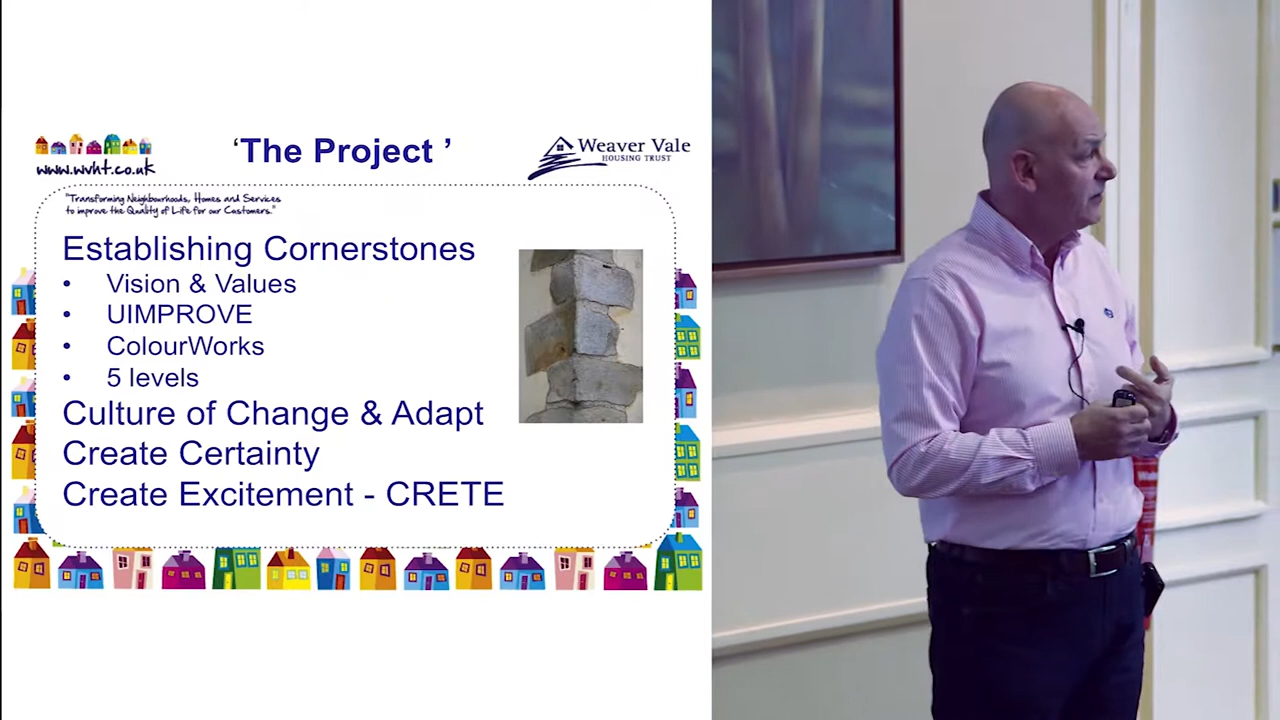 ‘The Project ’
www.wvht.co.uk
Weaver Vale
HOUSING TRUST
"Transforming Neighbourhoods, Homes and Services
to improve the Quality of Life for our Customers."
Establishing Cornerstones
• Vision & Values
• UIMPROVE
• ColourWorks
• 5 levels
Culture of Change & Adapt
Create Certainty
Create Excitement - CRETE